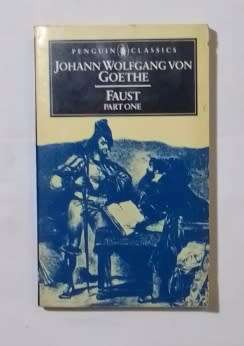 PENGUIN CLASSICS
JOHANN WOLFGANG VON
GOETHE
FAUST
PART ONE